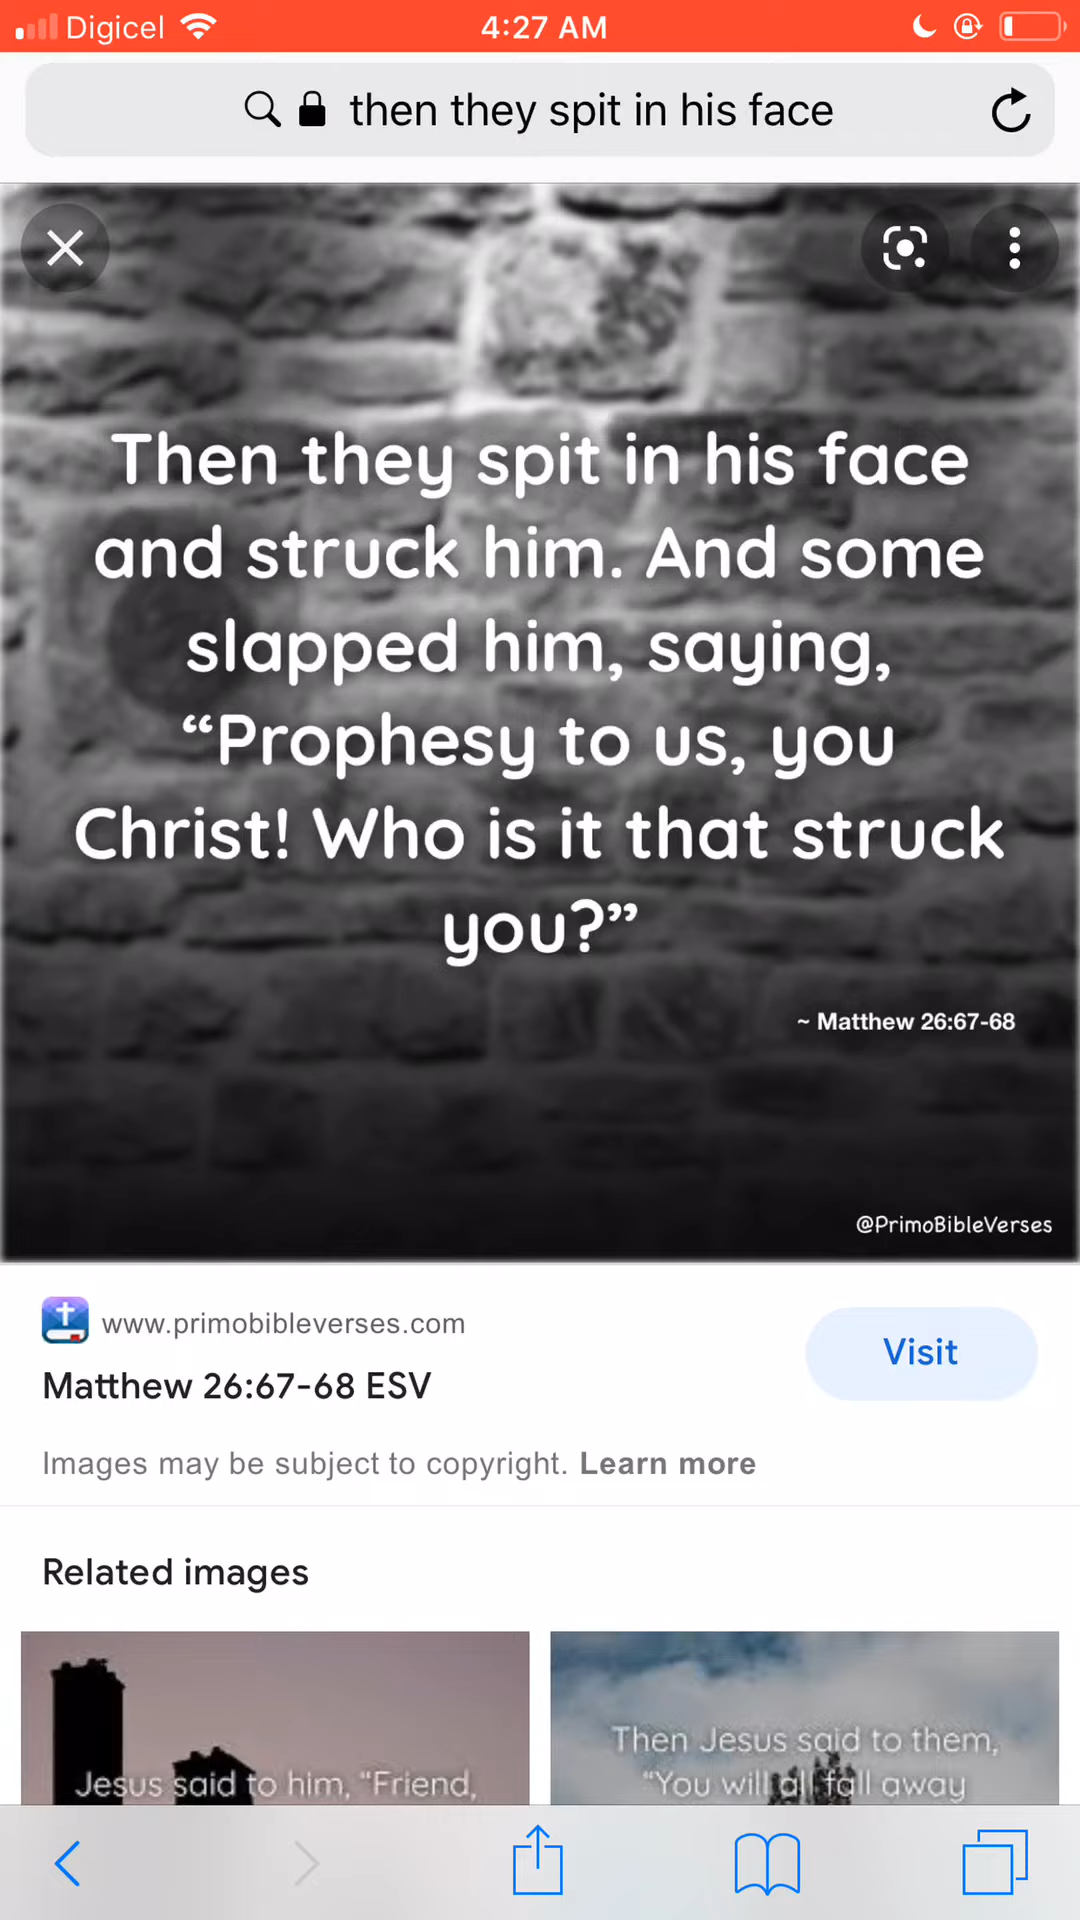 Digicel
4:27 AM
then they spit in his face
Then they spit in his face
and struck him. And some
slapped him, saying,
“Prophesy to us, you
Christ! Who is it that struck
you?”
~ Matthew 26:67-68
@PrimoBibleVerses
www.primobibleverses.com
Visit
Matthew 26:67-68 ESV
Images may be subject to copyright. Learn more
Related images
Jesus said to him, “Friend,
Then Jesus said to them,
“You will all fall away